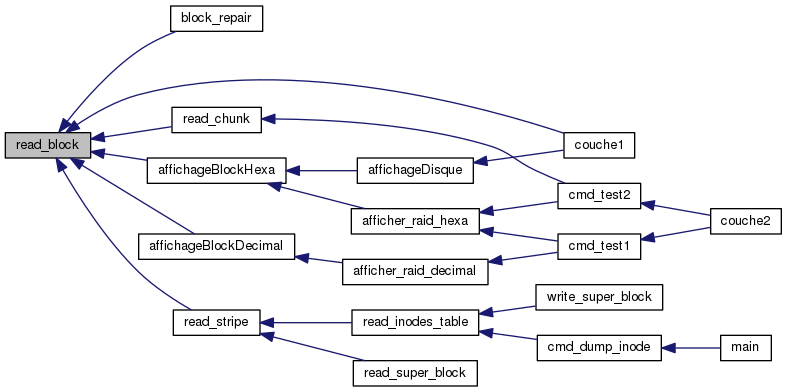 block_repair
read_block
read_chunk
couche1
affichageBlockHexa
affichageDisque
cmd_test2
afficher_raid_hexa
couche2
affichageBlockDecimal
cmd_test1
afficher_raid_decimal
write_super_block
read_stripe
read_inodes_table
cmd_dump_inode
main
read_super_block